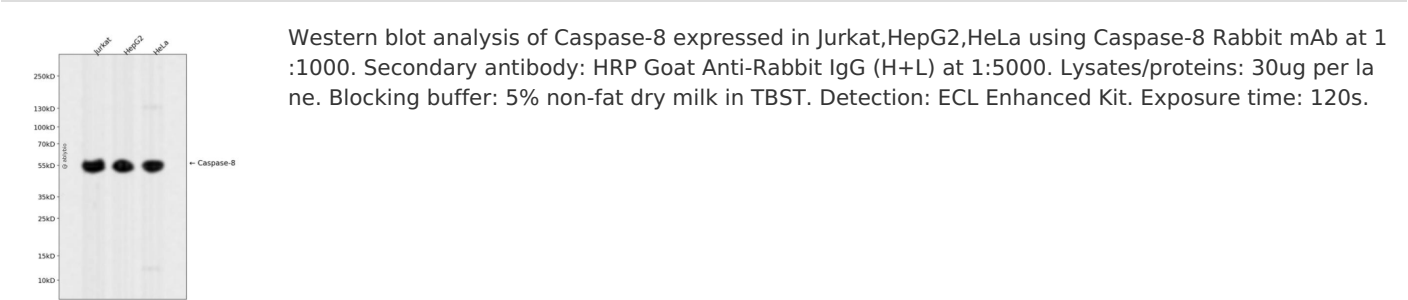 Jurkat HepG2 HeLa
250kD
130kD
100kD
70kD
55kD
35kD
25kD
15kD
10kD
← Caspase-8
Western blot analysis of Caspase-8 expressed in Jurkat,HepG2,HeLa using Caspase-8 Rabbit mAb at 1
:1000. Secondary antibody: HRP Goat Anti-Rabbit IgG (H+L) at 1:5000. Lysates/proteins: 30ug per la
ne. Blocking buffer: 5% non-fat dry milk in TBST. Detection: ECL Enhanced Kit. Exposure time: 120s.